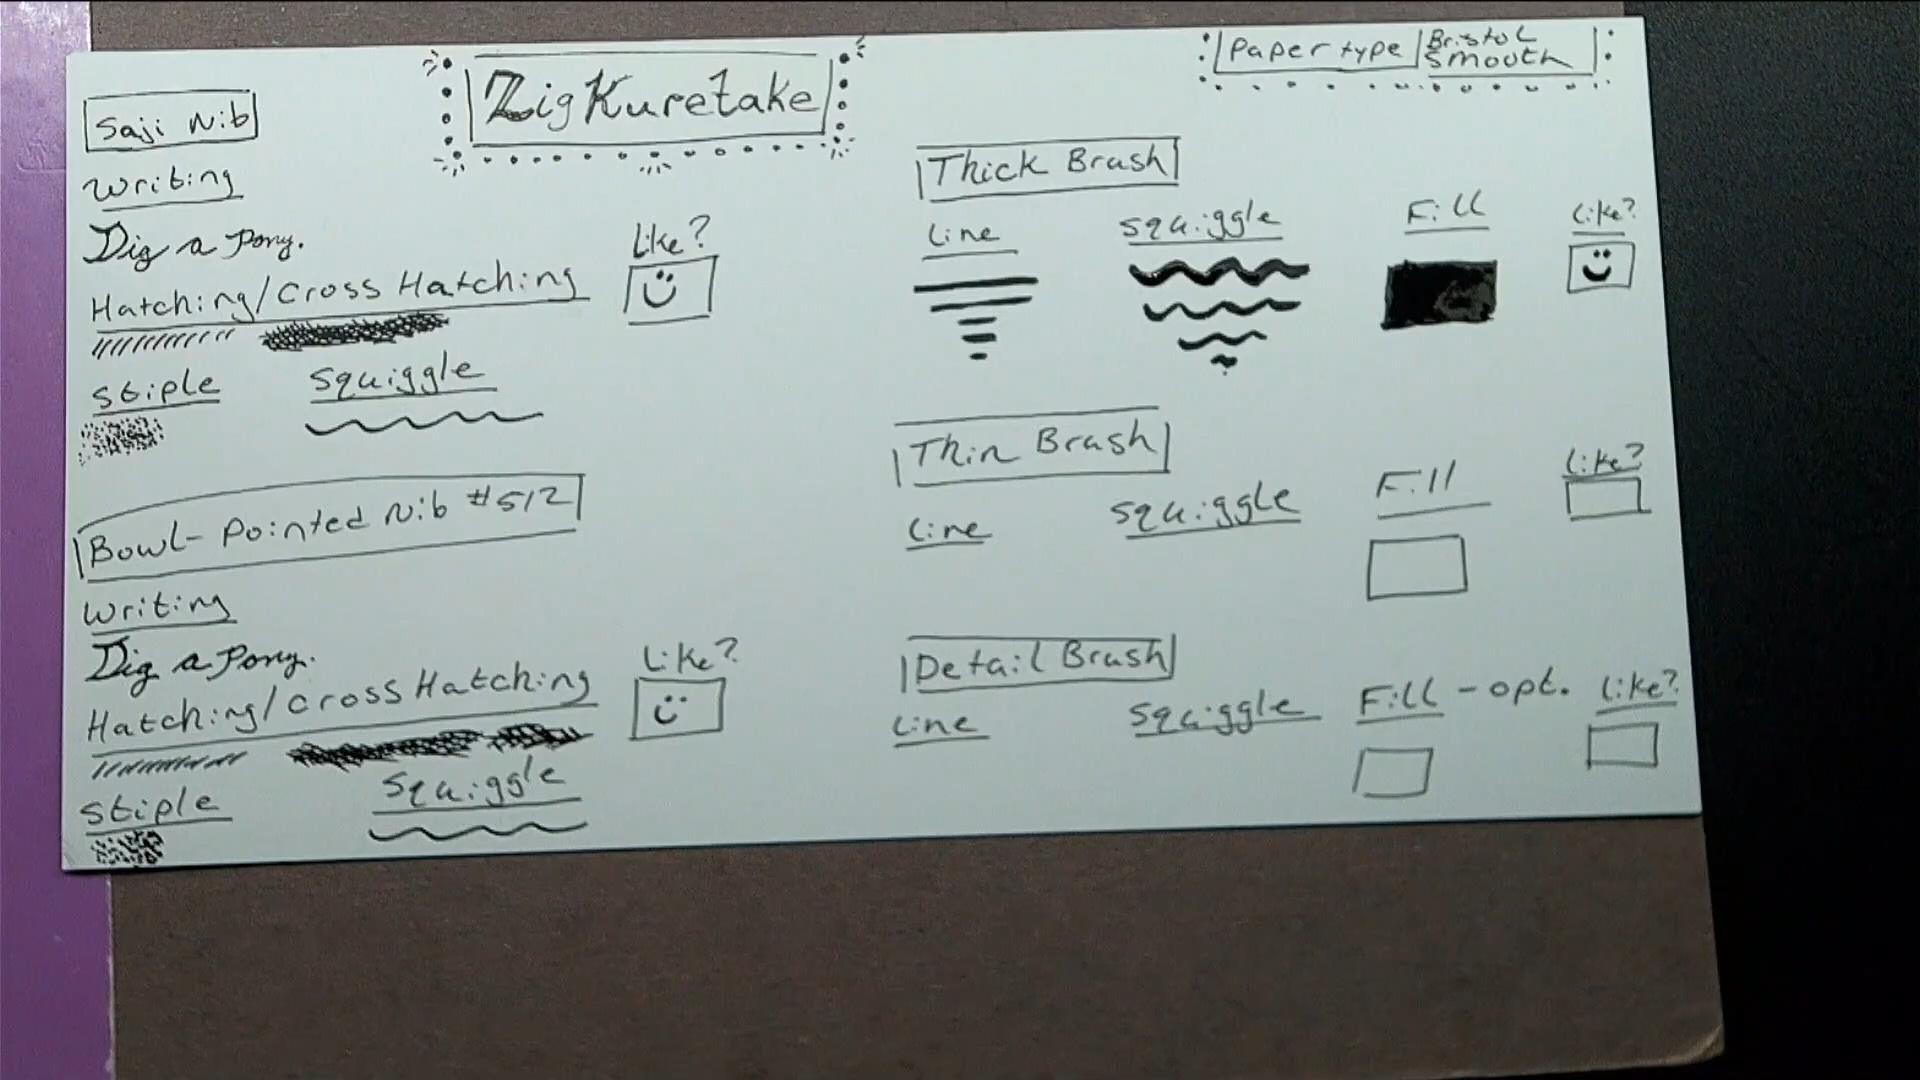 Zig Kuretake
Paper type Bristol
Smooth
Saji Nib
Writing
Dig a Pony.
Hatching/Cross Hatching
Like?
Stiple
Squiggle
Bowl-Pointed Nib #512
Writing
Dig a Pony.
Hatching/Cross Hatching
Like?
Stiple
Squiggle
Thick Brush
Line
Squiggle
Fill
Like?
Thin Brush
Line
Squiggle
Fill
Like?
Detail Brush
Line
Squiggle
Fill - opt.
Like?